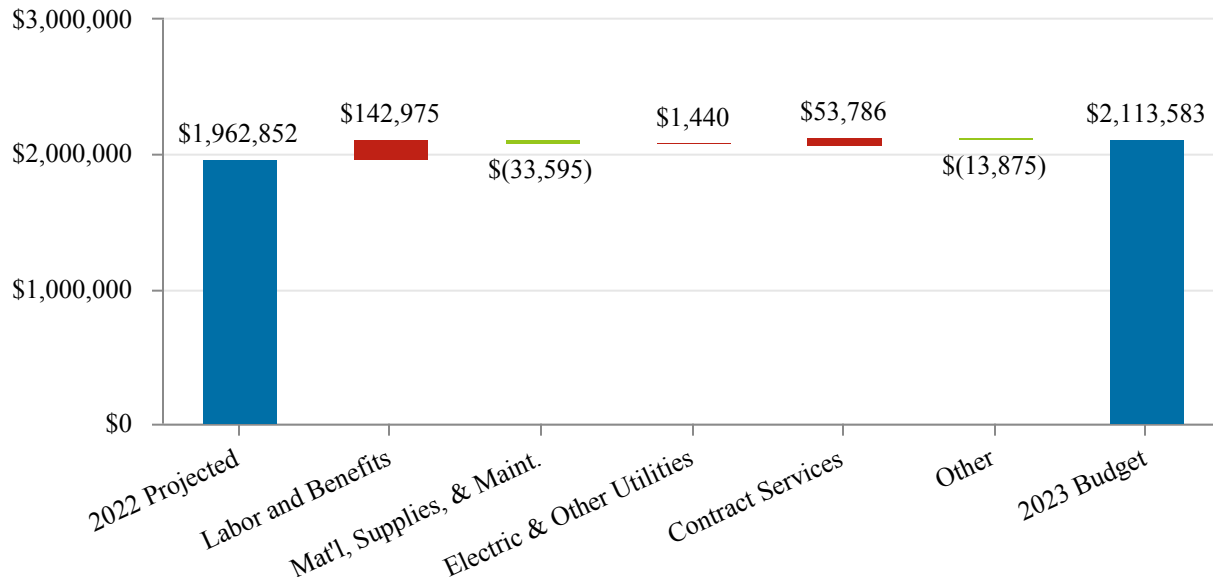 $3,000,000
$2,000,000
$1,000,000
$0
$1,962,852
$142,975
$(33,595)
$1,440
$53,786
$(13,875)
$2,113,583
2022 Projected
Labor and Benefits
Mat'l, Supplies, & Maint.
Electric & Other Utilities
Contract Services
Other
2023 Budget